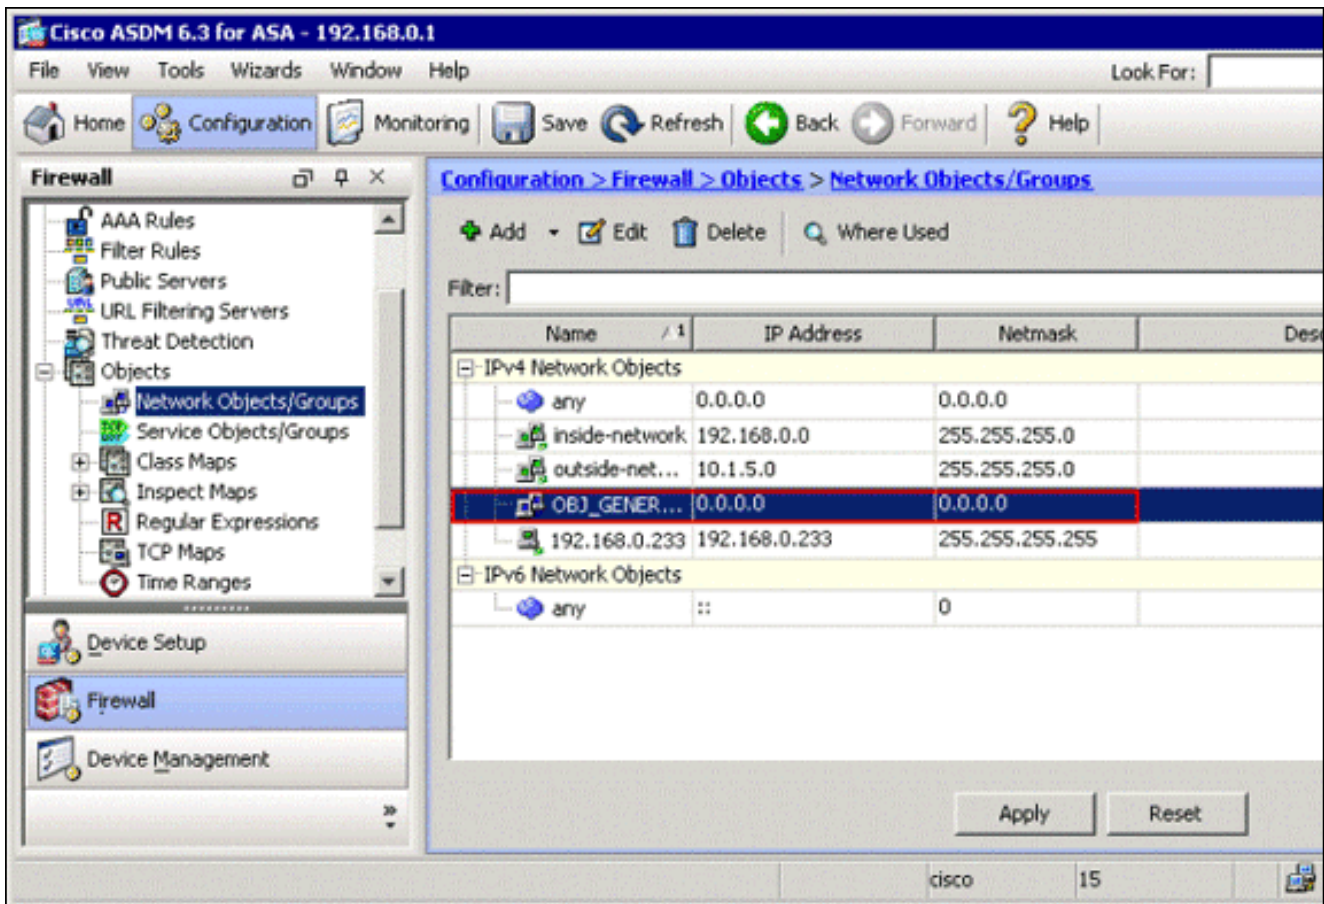 Cisco ASDM 6.3 for ASA - 192.168.0.1
File View Tools Wizards Window Help Look For:
Home Configuration Monitoring Save Refresh Back Forward Help
Firewall
AAA Rules
Filter Rules
Public Servers
URL Filtering Servers
Threat Detection
Objects
Network Objects/Groups
Service Objects/Groups
Class Maps
Inspect Maps
Regular Expressions
TCP Maps
Time Ranges
Device Setup
Firewall
Device Management
Configuration > Firewall > Objects > Network Objects/Groups
Add Edit Delete Where Used
Filter:
Name 1 IP Address Netmask Desc
IPv4 Network Objects
any 0.0.0.0 0.0.0.0
inside-network 192.168.0.0 255.255.255.0
outside-net... 10.1.5.0 255.255.255.0
OBJ_GENER... 0.0.0.0 0.0.0.0
192.168.0.233 192.168.0.233 255.255.255.255
IPv6 Network Objects
any :: 0
Apply Reset
cisco 15